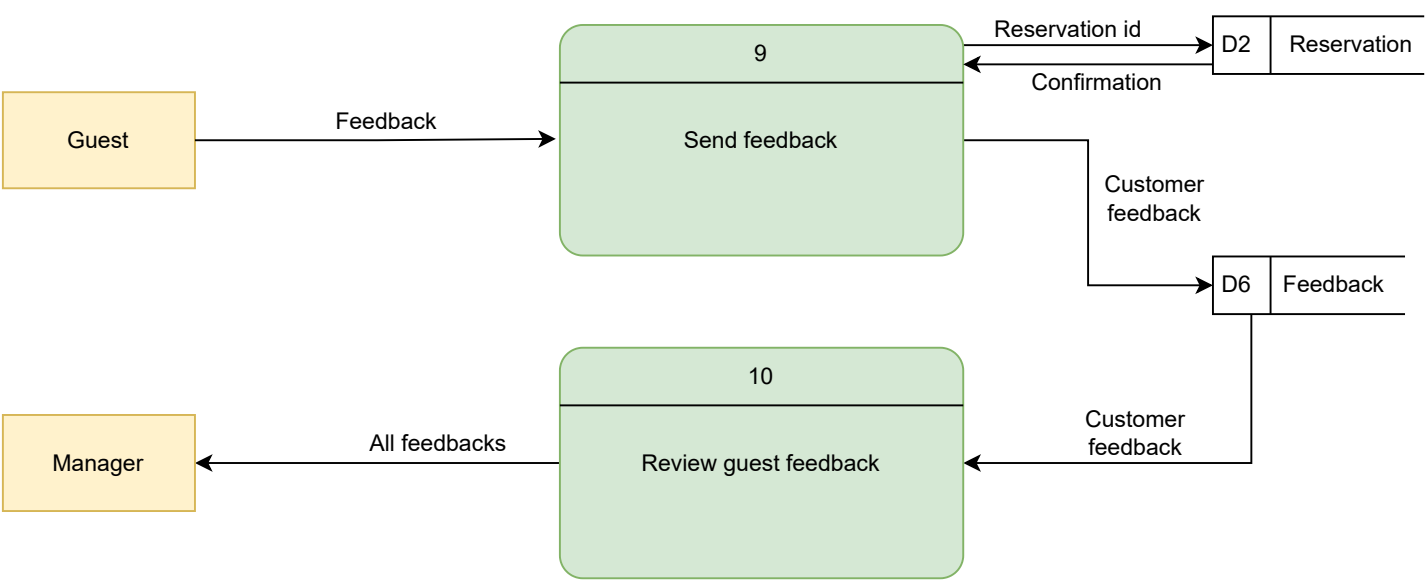 9
Reservation id
D2
Reservation
Confirmation
Guest
Feedback
Send feedback
Customer
feedback
D6
Feedback
10
Manager
All feedbacks
Review guest feedback
Customer
feedback